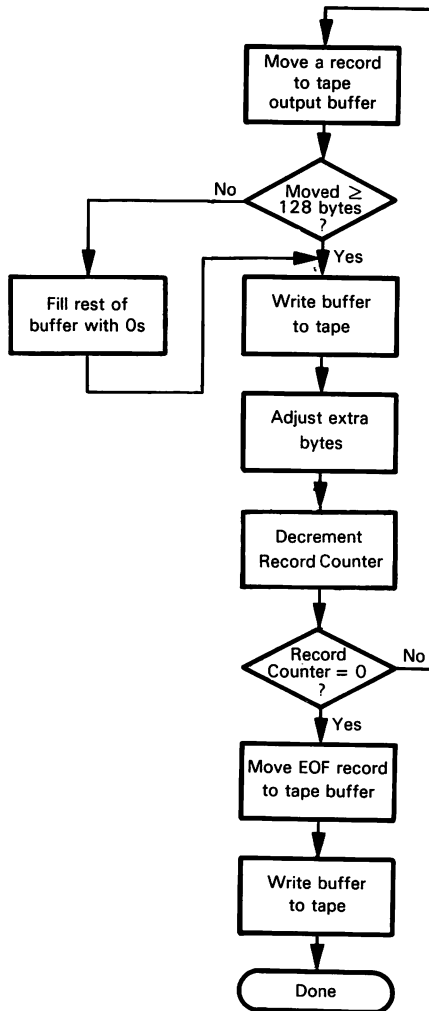 Move a record
to tape
output buffer
No
Moved ≥
128 bytes
?
Yes
Fill rest of
buffer with 0s
Write buffer
to tape
Adjust extra
bytes
Decrement
Record Counter
Record
Counter = 0
?
No
Yes
Move EOF record
to tape buffer
Write buffer
to tape
Done